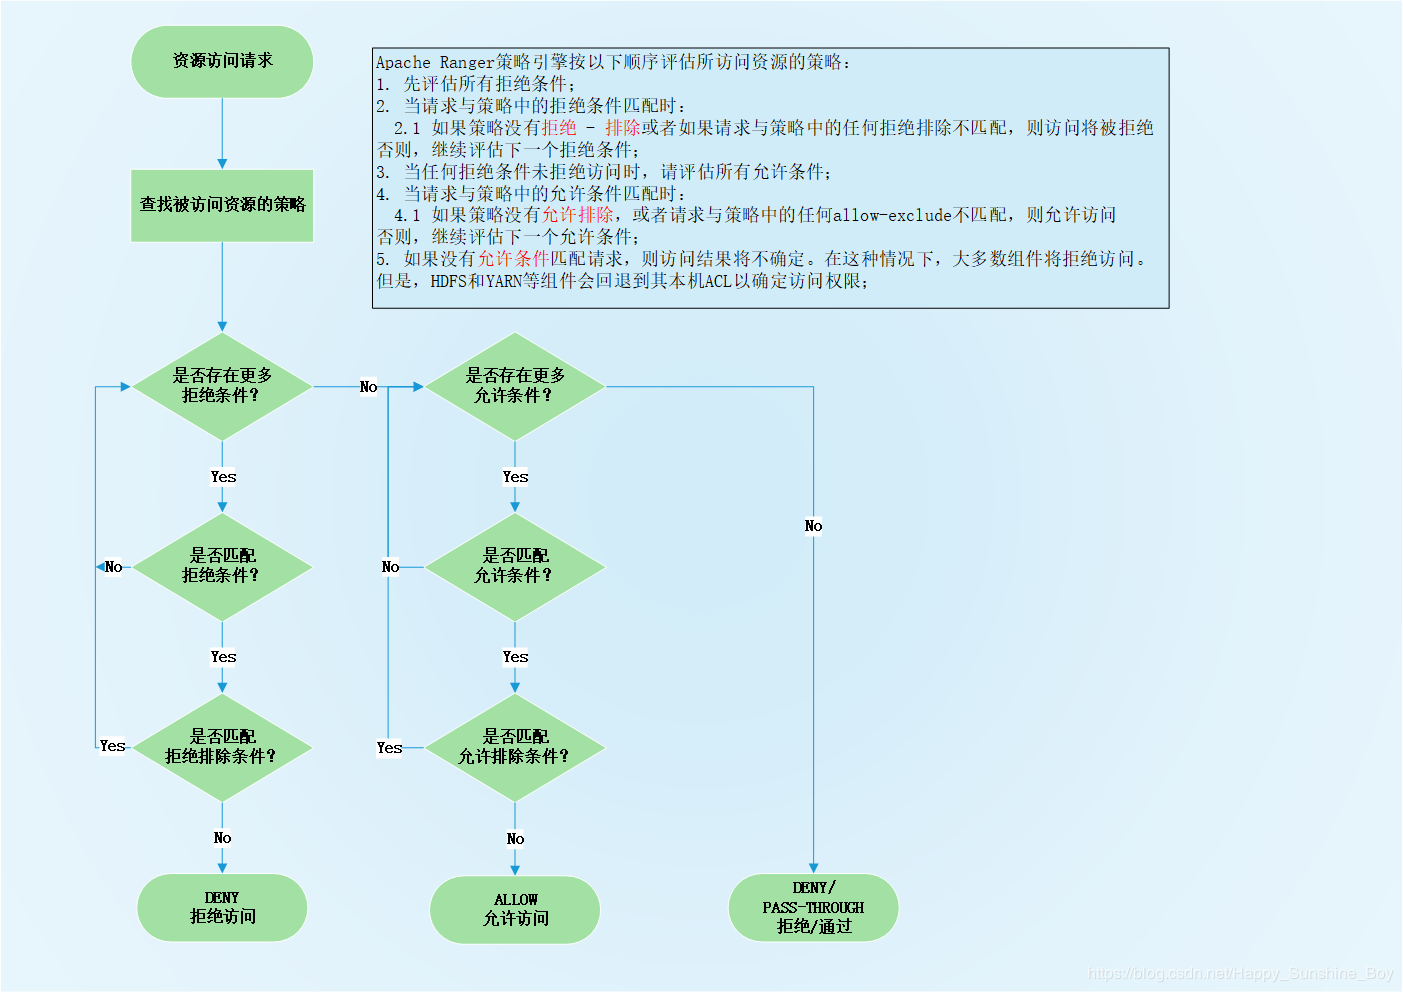 资源访问请求
Apache Ranger策略引擎按以下顺序评估所访问资源的策略：
1. 先评估所有拒绝条件；
2. 当请求与策略中的拒绝条件匹配时：
2.1 如果策略没有拒绝 - 排除或者如果请求与策略中的任何拒绝排除不匹配，则访问将被拒绝
否则，继续评估下一个拒绝条件；
3. 当任何拒绝条件未拒绝访问时，请评估所有允许条件；
4. 当请求与策略中的允许条件匹配时：
4.1 如果策略没有允许排除，或者请求与策略中的任何allow-exclude不匹配，则允许访问
否则，继续评估下一个允许条件；
5. 如果没有允许条件匹配请求，则访问结果将不确定。在这种情况下，大多数组件将拒绝访问。
但是，HDFS和YARN等组件会回退到其本机ACL以确定访问权限；
查找被访问资源的策略
是否存在更多
拒绝条件？
No
是否存在更多
允许条件？
Yes
Yes
No
No
是否匹配
拒绝条件？
No
是否匹配
允许条件？
Yes
Yes
Yes
是否匹配
拒绝排除条件？
Yes
是否匹配
允许排除条件？
No
No
DENY
拒绝访问
ALLOW
允许访问
DENY/
PASS-THROUGH
拒绝/通过
https://blog.csdn.net/Happy_Sunshine_Boy